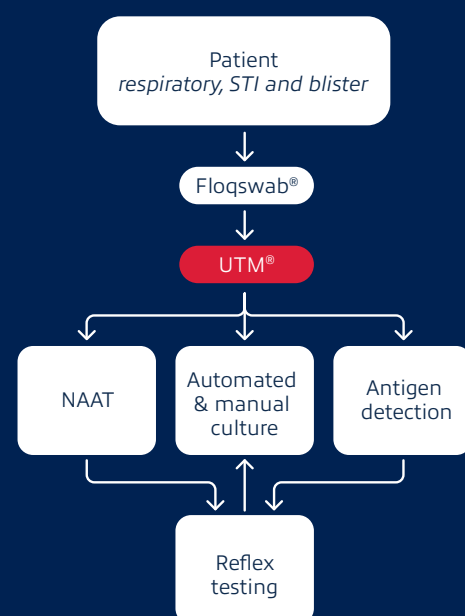 Patient
respiratory, STI and blister
Floqswab®
UTM®
NAAT
Automated
& manual
culture
Antigen
detection
Reflex
testing